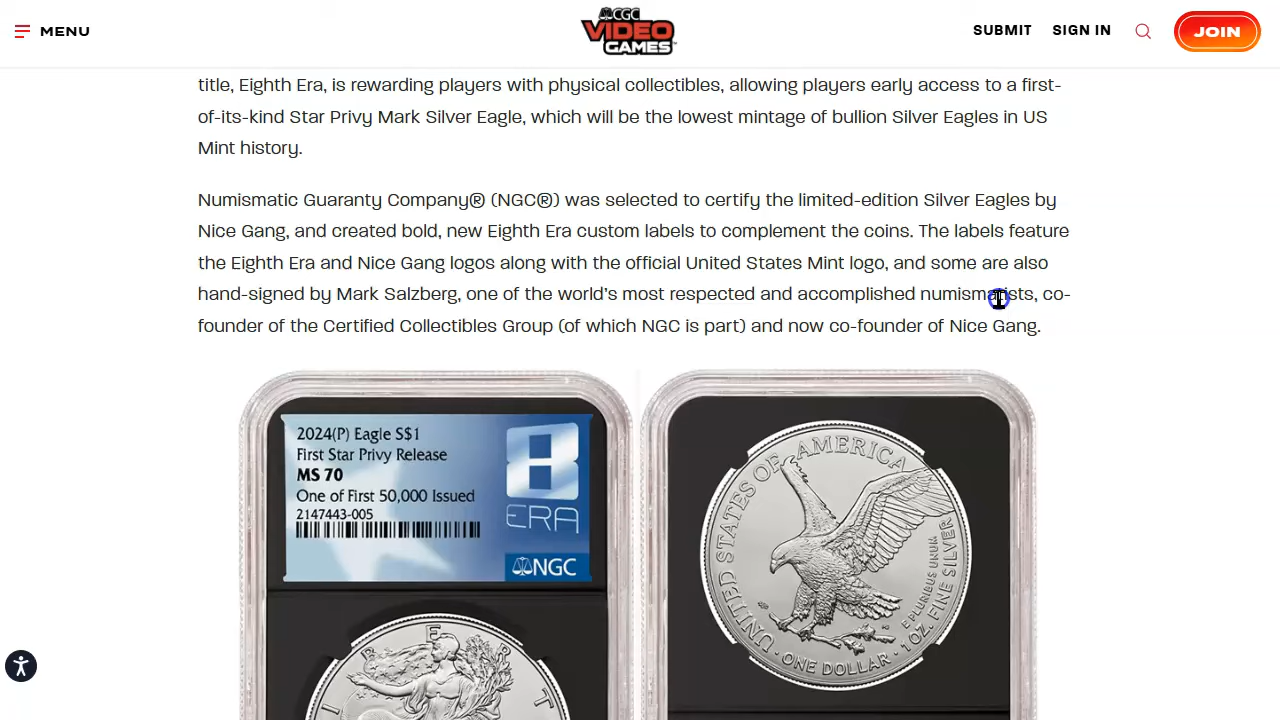 MENU
CGC
VIDEO
GAMES
SUBMIT
SIGN IN
JOIN
title, Eighth Era, is rewarding players with physical collectibles, allowing players early access to a first-
of-its-kind Star Privy Mark Silver Eagle, which will be the lowest mintage of bullion Silver Eagles in US
Mint history.
Numismatic Guaranty Company® (NGC®) was selected to certify the limited-edition Silver Eagles by
Nice Gang, and created bold, new Eighth Era custom labels to complement the coins. The labels feature
the Eighth Era and Nice Gang logos along with the official United States Mint logo, and some are also
hand-signed by Mark Salzberg, one of the world’s most respected and accomplished numismatists, co-
founder of the Certified Collectibles Group (of which NGC is part) and now co-founder of Nice Gang.
2024(P) Eagle S$1
First Star Privy Release
MS 70
One of First 50,000 Issued
2147443-005
8
ERA
NGC
I B E R T
UNITED STATES OF AMERICA
E PLURIBUS UNUM
1 OZ. FINE SILVER
· ONE DOLLAR ·